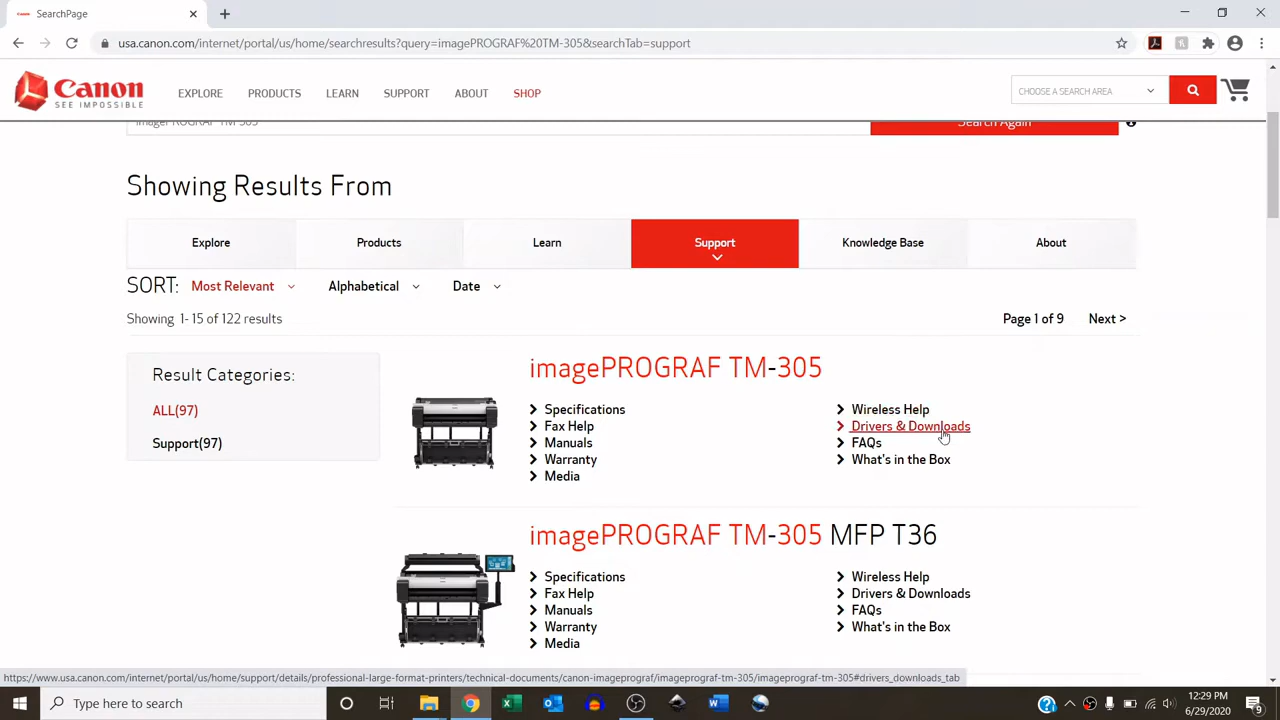 SearchPage
usa.canon.com/internet/portal/us/home/searchresults?query=imagePROGRAF%20TM-305&searchTab=support
Canon
SEE IMPOSSIBLE
EXPLORE PRODUCTS LEARN SUPPORT ABOUT SHOP
CHOOSE A SEARCH AREA
imagePROGRAF TM-305
Search Again
Showing Results From
Explore Products Learn Support Knowledge Base About
SORT: Most Relevant Alphabetical Date
Showing 1- 15 of 122 results
Page 1 of 9 Next >
Result Categories:
ALL(97)
Support(97)
imagePROGRAF TM-305
Specifications
Fax Help
Manuals
Warranty
Media
Wireless Help
Drivers & Downloads
FAQs
What's in the Box
imagePROGRAF TM-305 MFP T36
Specifications
Fax Help
Manuals
Warranty
Media
Wireless Help
Drivers & Downloads
FAQs
What's in the Box
https://www.usa.canon.com/internet/portal/us/home/support/details/professional-large-format-printers/technical-documents/canon-imageprograf/imageprograf-tm-305/imageprograf-tm-305#drivers_downloads_tab
Type here to search
12:29 PM
6/29/2020